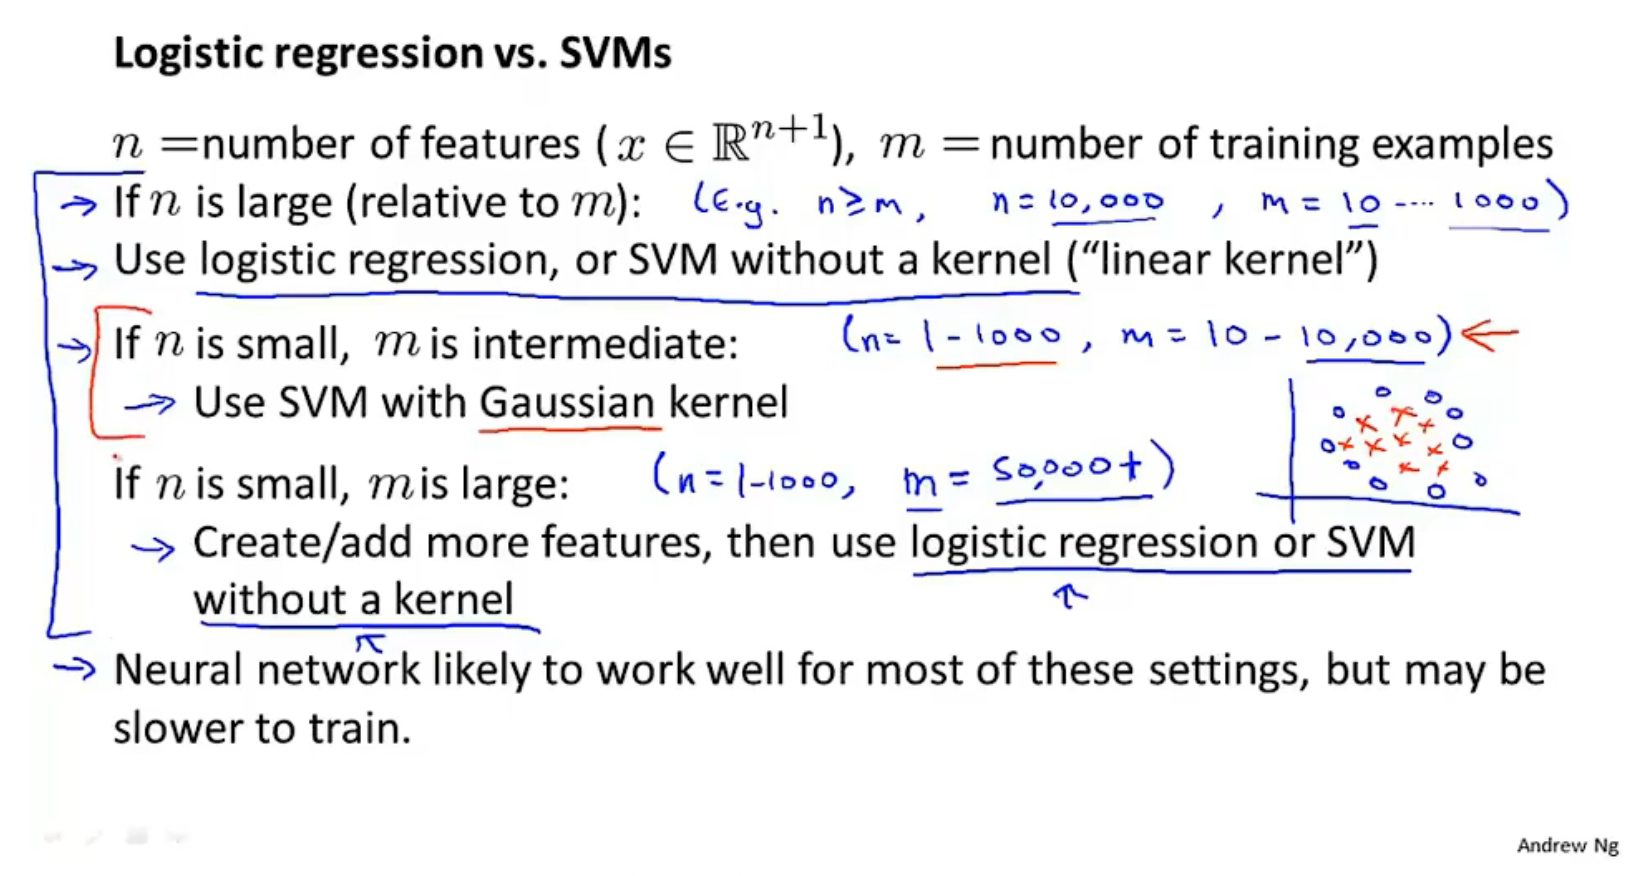 Logistic regression vs. SVMs
n =number of features ( x ∈ ℝⁿ⁺¹), m = number of training examples
→ If n is large (relative to m): (E.g. n ≥ m, n = 10,000 , m = 10 ---- 1000)
→ Use logistic regression, or SVM without a kernel (“linear kernel”)
→ If n is small, m is intermediate: (n= 1 - 1000 , m = 10 - 10,000) ←
→ Use SVM with Gaussian kernel
If n is small, m is large: (n = 1-1000, m = 50,000+)
→ Create/add more features, then use logistic regression or SVM
without a kernel
→ Neural network likely to work well for most of these settings, but may be
slower to train.
Andrew Ng